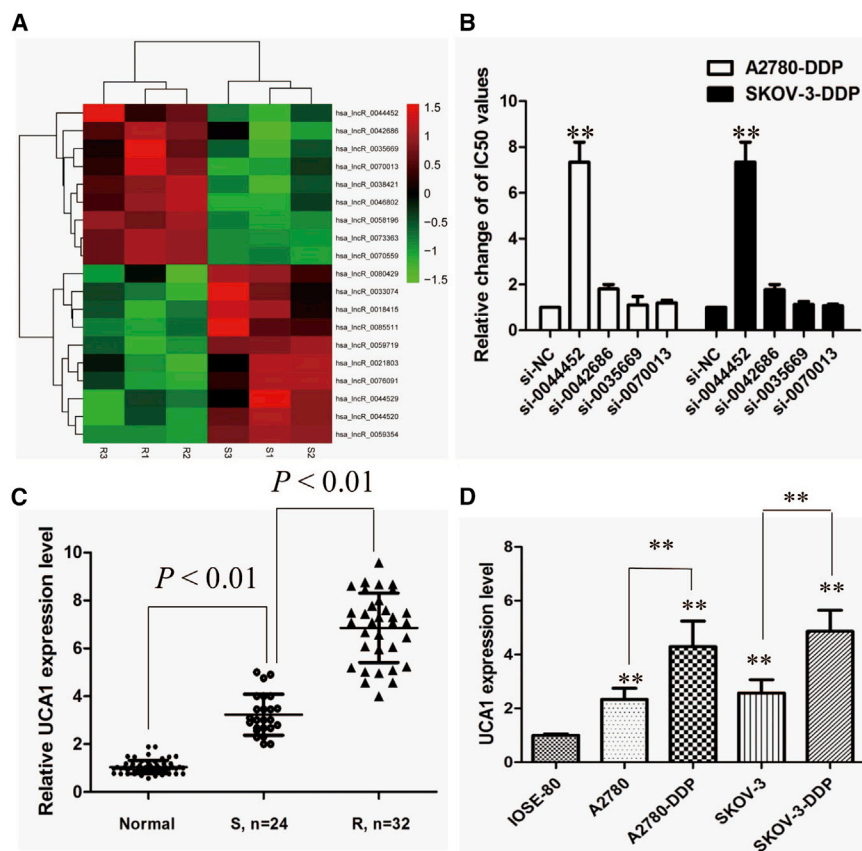 A
hsa_lncR_0044452
hsa_lncR_0042686
hsa_lncR_0035669
hsa_lncR_0070013
hsa_lncR_0038421
hsa_lncR_0046802
hsa_lncR_0058196
hsa_lncR_0073363
hsa_lncR_0070559
hsa_lncR_0080429
hsa_lncR_0033074
hsa_lncR_0018415
hsa_lncR_0085511
hsa_lncR_0059719
hsa_lncR_0021803
hsa_lncR_0076091
hsa_lncR_0044529
hsa_lncR_0044520
hsa_lncR_0059354
1.5
1
0.5
0
−0.5
−1
−1.5
R3 R1 R2 S3 S1 S2
B
A2780-DDP
SKOV-3-DDP
Relative change of of IC50 values
10
8
6
4
2
0
** **
si-NC si-0044452 si-0042686 si-0035669 si-0070013 si-NC si-0044452 si-0042686 si-0035669 si-0070013
C
P < 0.01
P < 0.01
Relative UCA1 expression level
10
8
6
4
2
0
Normal S, n=24 R, n=32
D
UCA1 expression level
8
6
4
2
0
** **
** ** ** **
IOSE-80 A2780 A2780-DDP SKOV-3 SKOV-3-DDP